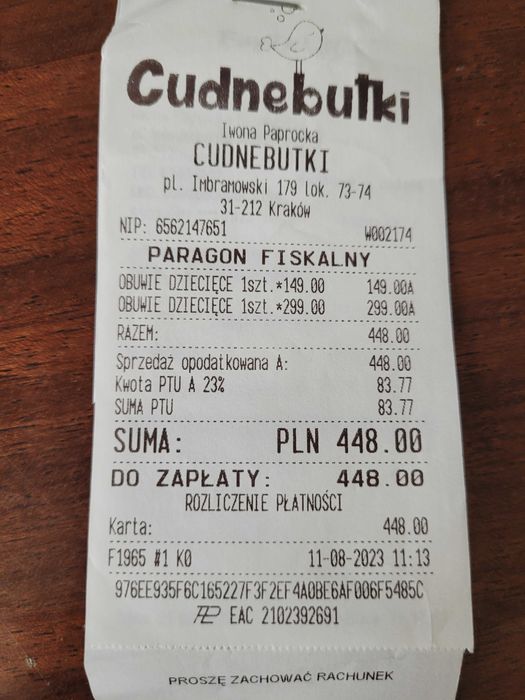 Cudnebutki
Iwona Paprocka
CUDNEBUTKI
pl. Imbramowski 179 lok. 73-74
31-212 Kraków
NIP: 6562147651 W002174
PARAGON FISKALNY
OBUWIE DZIECIĘCE 1szt.*149.00 149.00A
OBUWIE DZIECIĘCE 1szt.*299.00 299.00A
RAZEM: 448.00
Sprzedaż opodatkowana A: 448.00
Kwota PTU A 23% 83.77
SUMA PTU 83.77
SUMA: PLN 448.00
DO ZAPŁATY: 448.00
ROZLICZENIE PŁATNOŚCI
Karta: 448.00
F1965 #1 K0 11-08-2023 11:13
976EE935F6C165227F3F2EF4A0BE6AF006F5485C
EAC 2102392691
PROSZĘ ZACHOWAĆ RACHUNEK